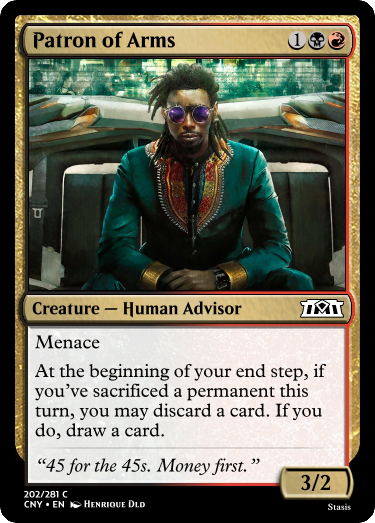 Patron of Arms 1
Creature — Human Advisor
Menace
At the beginning of your end step, if
you've sacrificed a permanent this
turn, you may discard a card. If you
do, draw a card.
"45 for the 45s. Money first."
3/2
202/281 C
CNY • EN Henrique Dld
Stasis